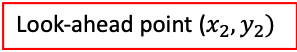 Look-ahead point (x₂, y₂)